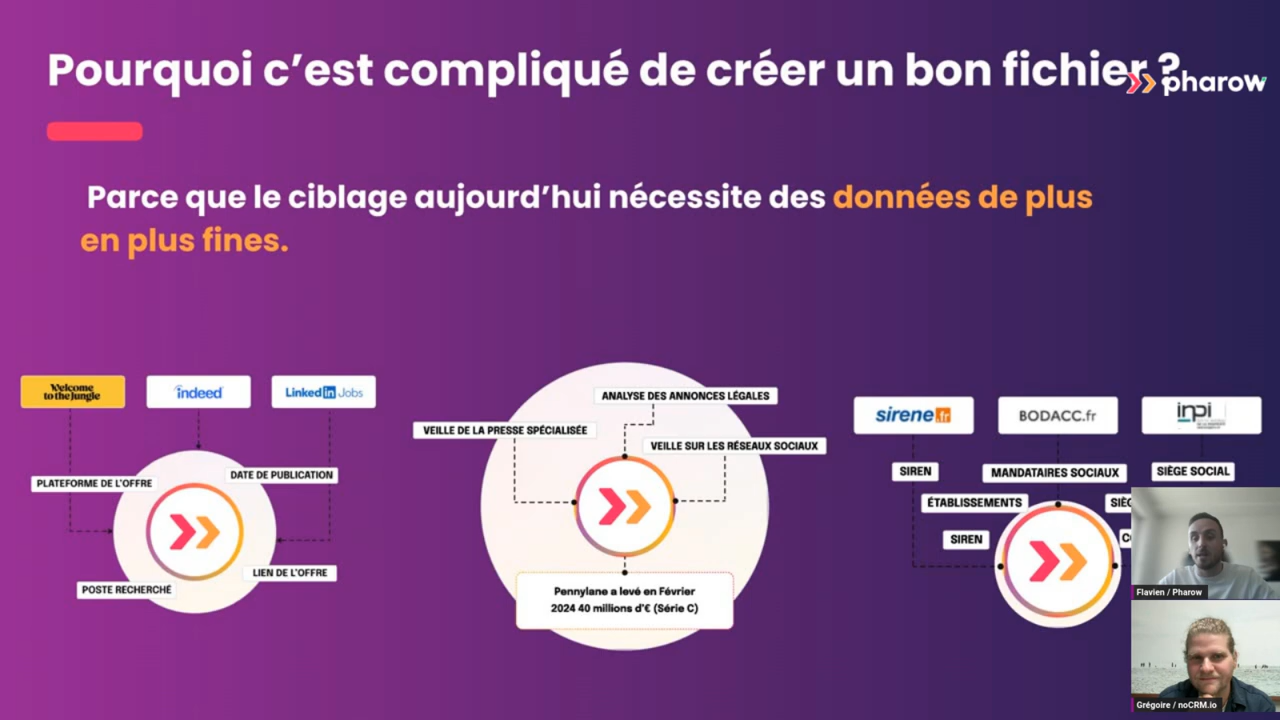 Pourquoi c’est compliqué de créer un bon fichier ?
pharow
Parce que le ciblage aujourd’hui nécessite des données de plus
en plus fines.
Welcome
to the Jungle
indeed
LinkedIn Jobs
PLATEFORME DE L'OFFRE
DATE DE PUBLICATION
LIEN DE L'OFFRE
POSTE RECHERCHÉ
ANALYSE DES ANNONCES LÉGALES
VEILLE DE LA PRESSE SPÉCIALISÉE
VEILLE SUR LES RÉSEAUX SOCIAUX
Pennylane a levé en Février
2024 40 millions d'€ (Série C)
sirene.fr
BODACC.fr
inpi
SIREN
MANDATAIRES SOCIAUX
SIÈGE SOCIAL
ÉTABLISSEMENTS
SIREN
Flavien / Pharow
Grégoire / noCRM.io